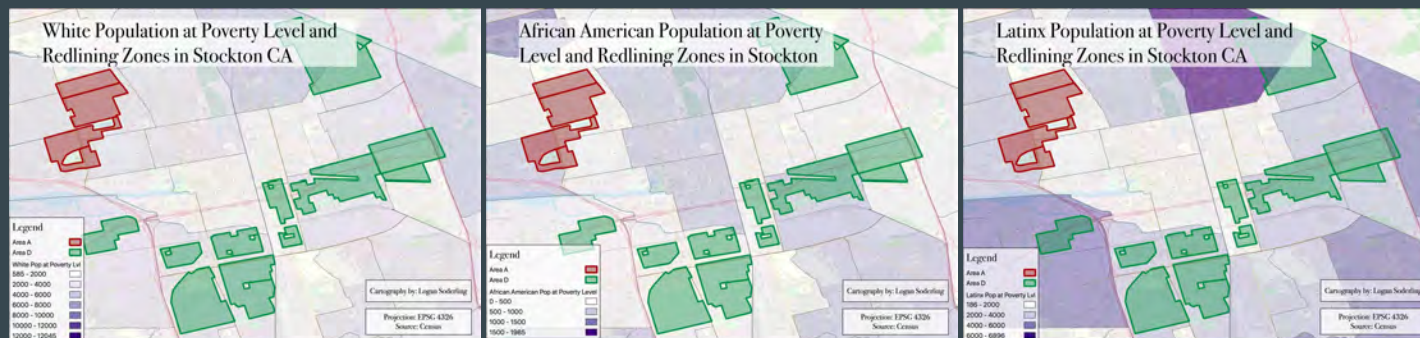 White Population at Poverty Level and
Redlining Zones in Stockton CA
Legend
Area A
Area D
White Pop at Poverty Lvl
585 - 2000
2000 - 4000
4000 - 6000
6000 - 8000
8000 - 10000
10000 - 12000
12000 - 12045
Cartography by: Logan Soderling
Projection: EPSG 4326
Source: Census
African American Population at Poverty
Level and Redlining Zones in Stockton
Legend
Area A
Area D
African American Pop at Poverty Level
0 - 500
500 - 1000
1000 - 1500
1500 - 1965
Cartography by: Logan Soderling
Projection: EPSG 4326
Source: Census
Latinx Population at Poverty Level and
Redlining Zones in Stockton CA
Legend
Area A
Area D
Latinx Pop at Poverty Lvl
186 - 2000
2000 - 4000
4000 - 6000
6000 - 6896
Cartography by: Logan Soderling
Projection: EPSG 4326
Source: Census